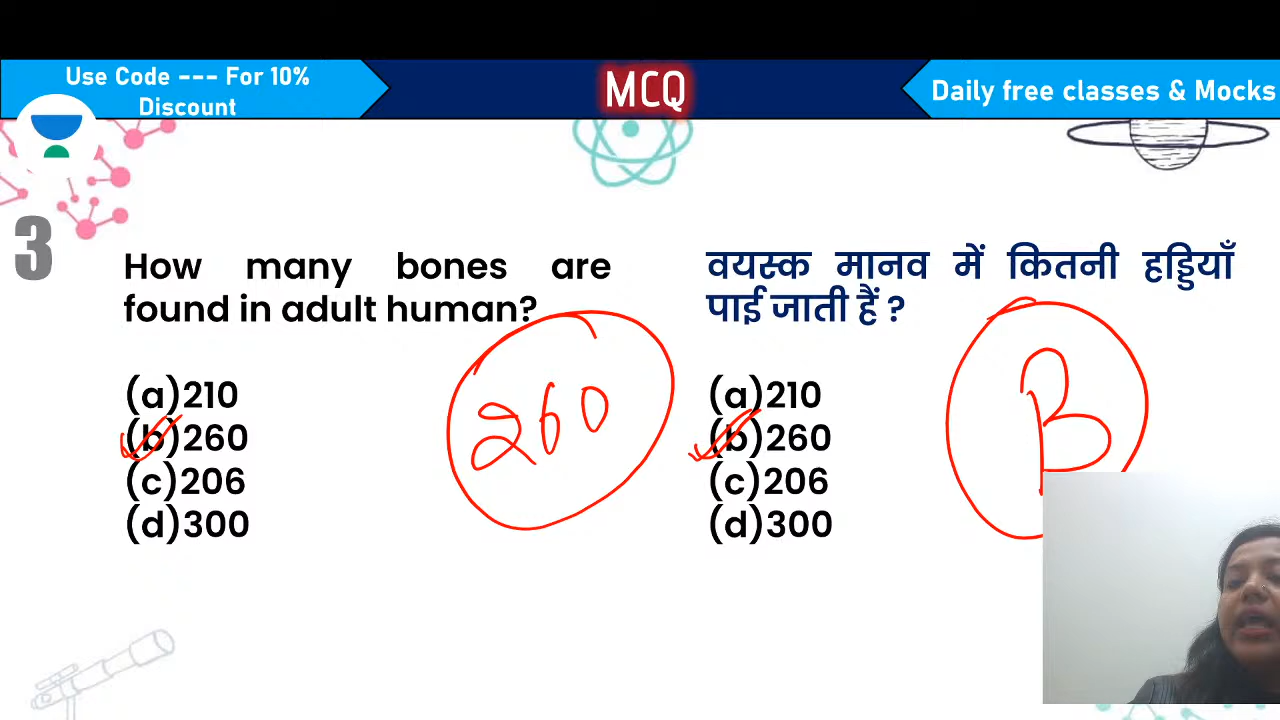 Use Code --- For 10%
Discount
MCQ
Daily free classes & Mocks
3
How many bones are
found in adult human?
(a)210
(b)260
(c)206
(d)300
260
वयस्क मानव में कितनी हड्डियाँ
पाई जाती हैं ?
(a)210
(b)260
(c)206
(d)300
B